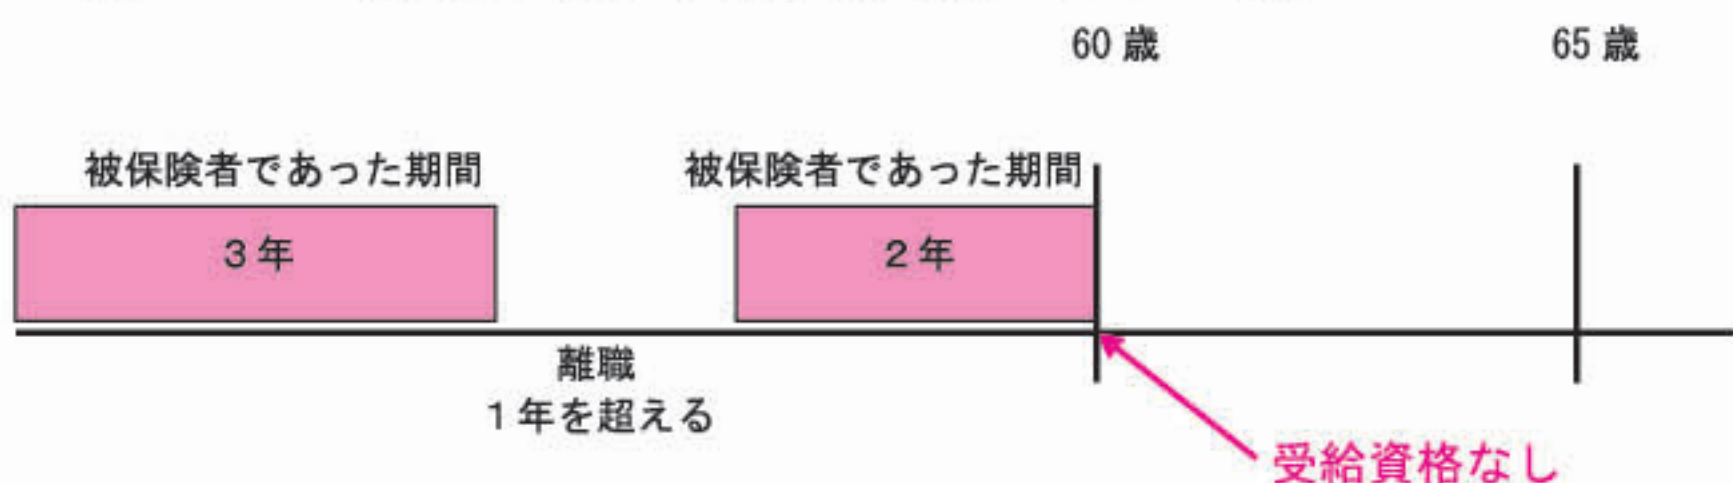 60 歳
65 歳
被保険者であった期間
被保険者であった期間
3 年
2 年
離職
1 年を超える
受給資格なし